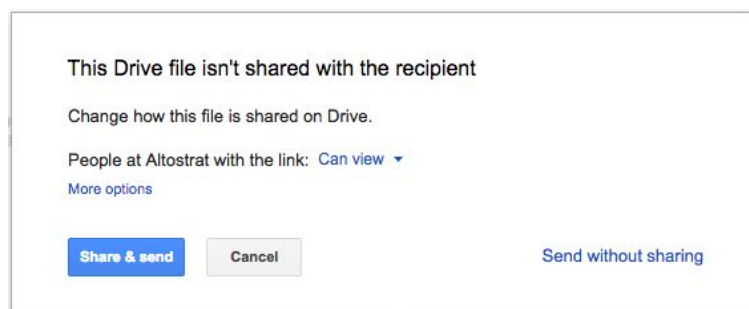 This Drive file isn't shared with the recipient
Change how this file is shared on Drive.
People at Altostrat with the link: Can view
More options
Share & send Cancel Send without sharing